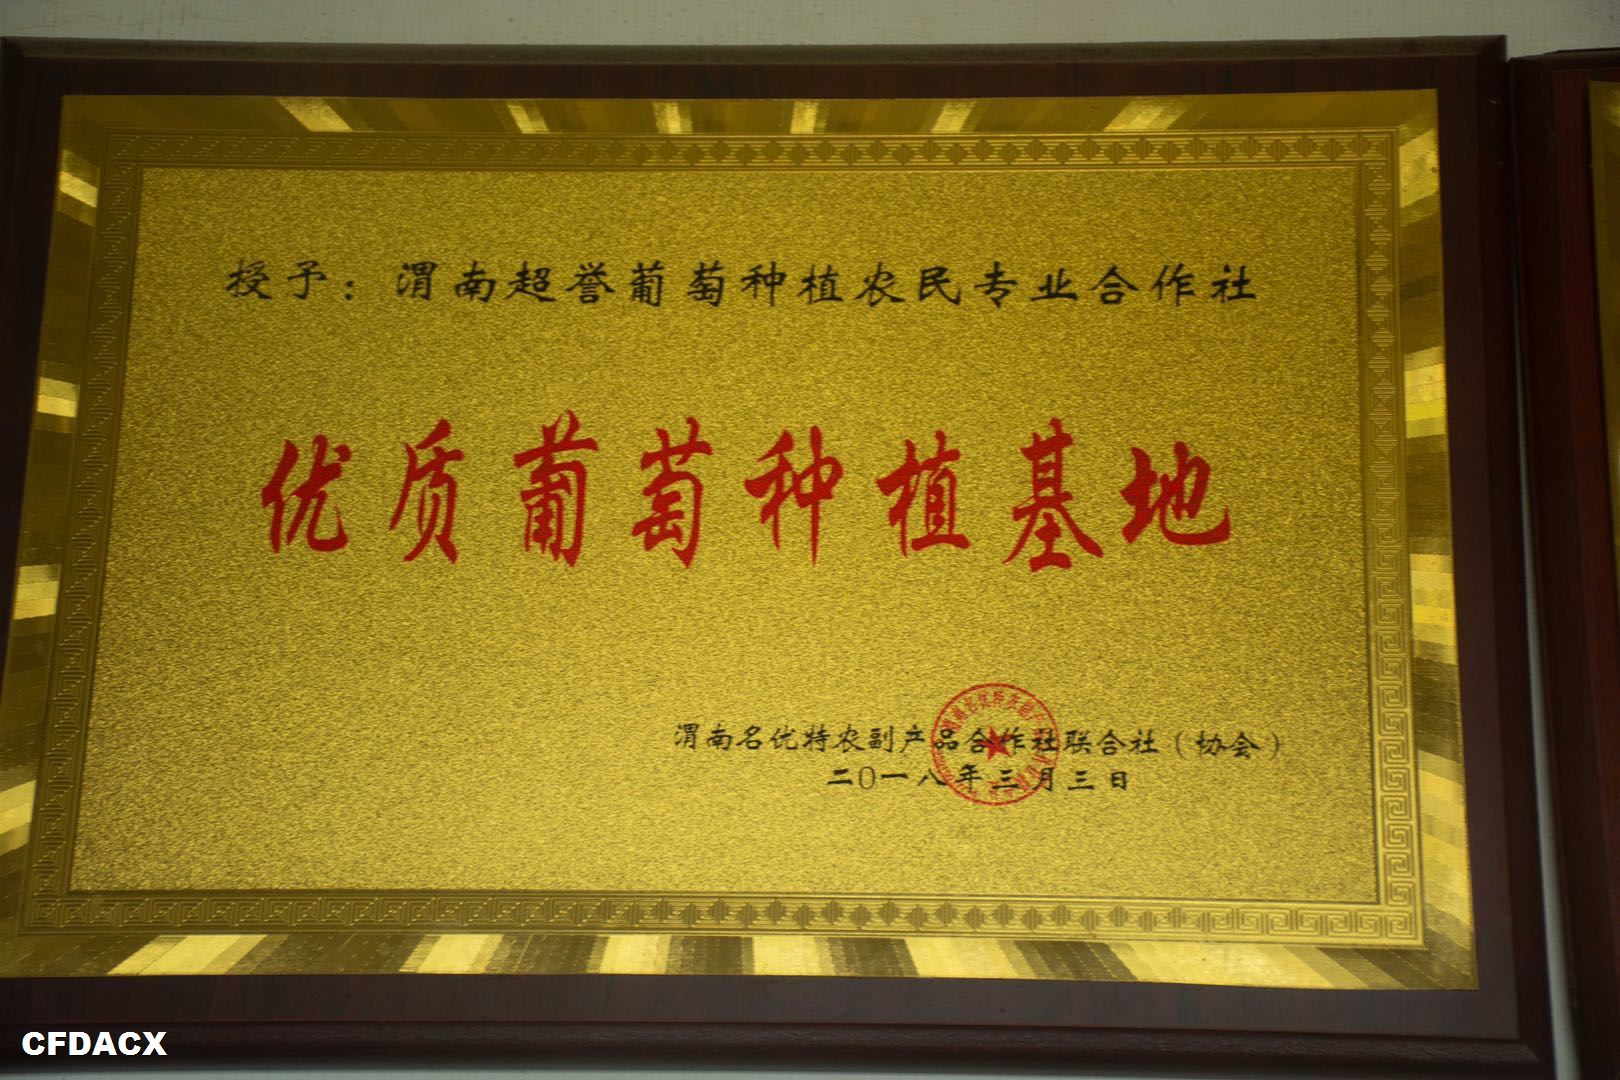 授予：渭南超誉葡萄种植农民专业合作社
优质葡萄种植基地
渭南名优特农副产品合作社联合社（协会）
二〇一八年三月三日
CFDACX